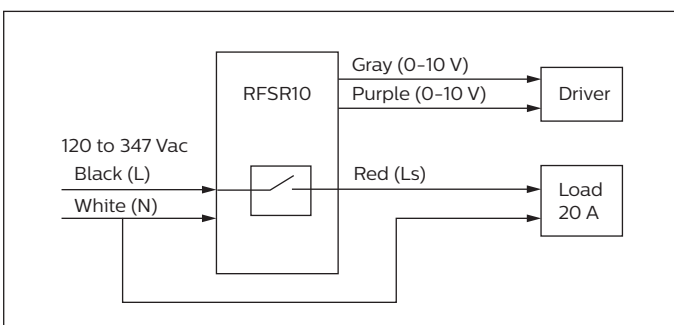 Gray (0-10 V)
RFSR10
Purple (0-10 V)
Driver
120 to 347 Vac
Black (L)
Red (Ls)
Load
20 A
White (N)